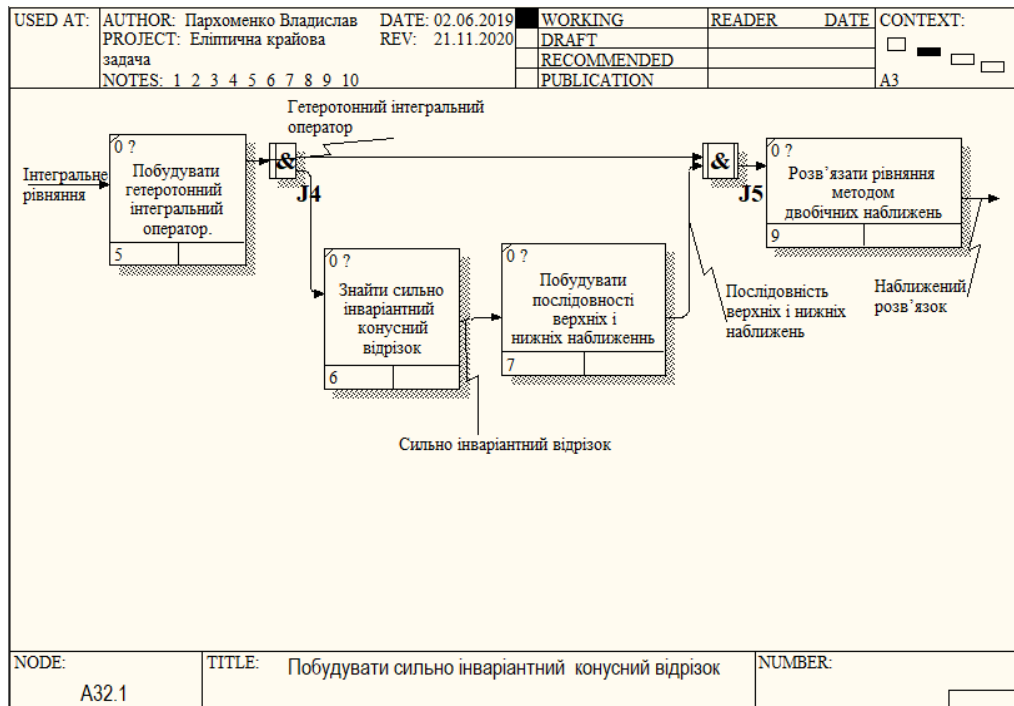 USED AT:
AUTHOR: Пархоменко Владислав
DATE: 02.06.2019
WORKING
READER
DATE
CONTEXT:
PROJECT: Еліптична крайова
REV: 21.11.2020
DRAFT
задача
RECOMMENDED
NOTES: 1 2 3 4 5 6 7 8 9 10
PUBLICATION
A3
Гетеротонний інтегральний
оператор
Інтегральне
рівняння
0 ?
Побудувати
гетеротонний
інтегральний
оператор.
5
&
J4
0 ?
Знайти сильно
інваріантний
конусний
відрізок
6
0 ?
Побудувати
послідовності
верхніх і
нижніх наближеннь
7
&
J5
0 ?
Розв’язати рівняння
методом
двобічних наближень
9
Послідовність
верхніх і нижніх
наближень
Наближений
розв’язок
Сильно інваріантний відрізок
NODE:
A32.1
TITLE:
Побудувати сильно інваріантний конусний відрізок
NUMBER: